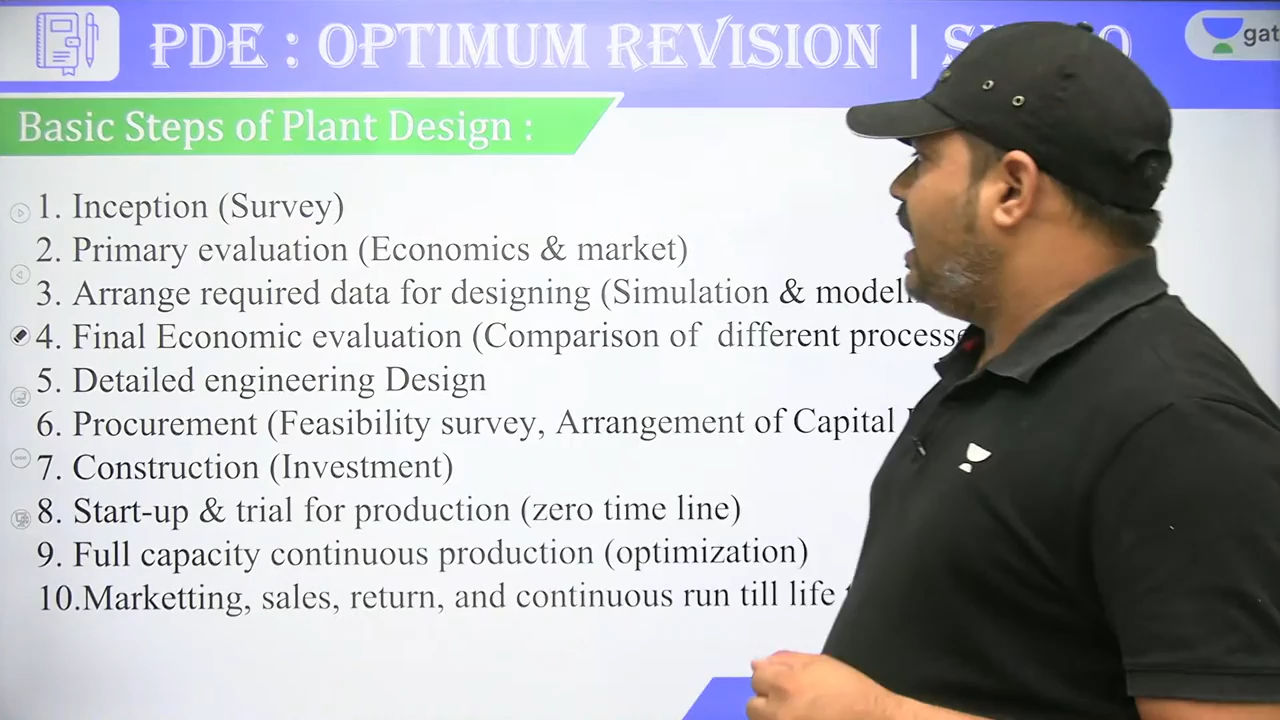 PDE : OPTIMUM REVISION |
gat
Basic Steps of Plant Design :
1. Inception (Survey)
2. Primary evaluation (Economics & market)
3. Arrange required data for designing (Simulation &
4. Final Economic evaluation (Comparison of different
5. Detailed engineering Design
6. Procurement (Feasibility survey, Arrangement of Capital
7. Construction (Investment)
8. Start-up & trial for production (zero time line)
9. Full capacity continuous production (optimization)
10.Marketting, sales, return, and continuous run till life